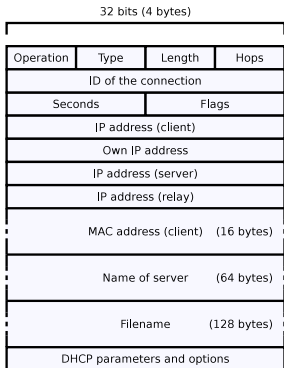 32 bits (4 bytes)
Operation Type Length Hops
ID of the connection
Seconds Flags
IP address (client)
Own IP address
IP address (server)
IP address (relay)
MAC address (client) (16 bytes)
Name of server (64 bytes)
Filename (128 bytes)
DHCP parameters and options